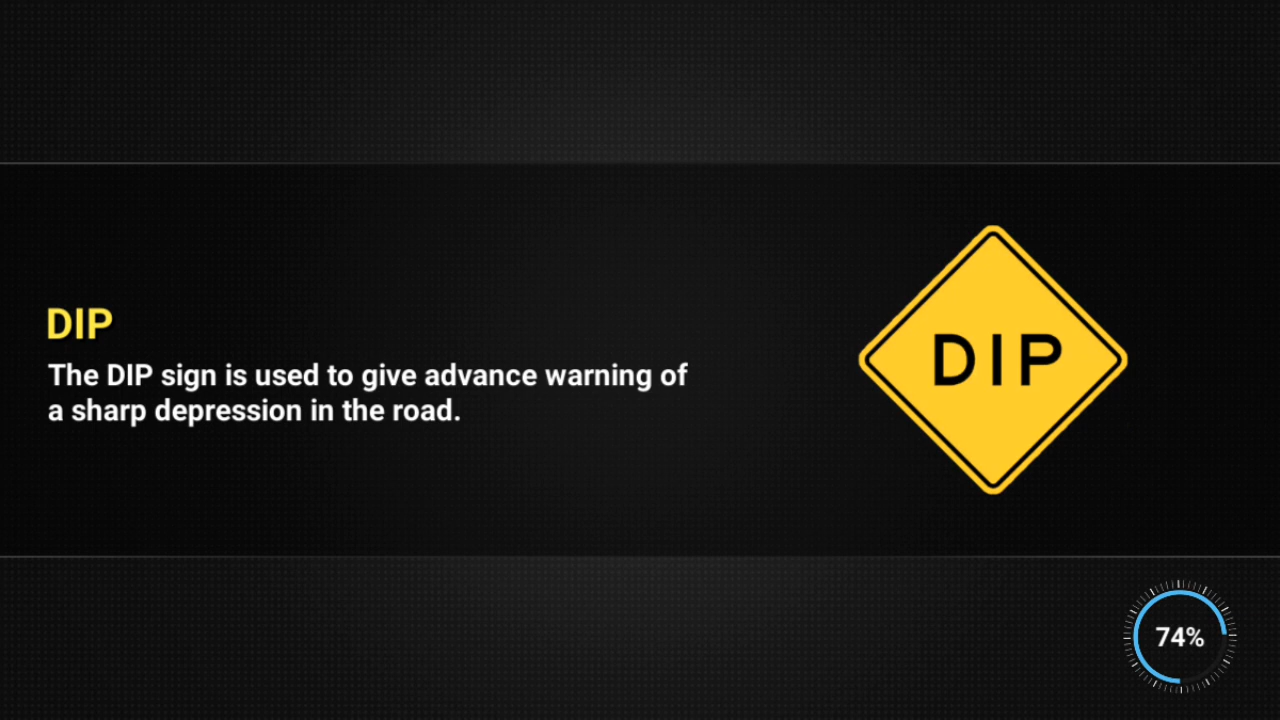 DIP
The DIP sign is used to give advance warning of
a sharp depression in the road.
DIP
74%